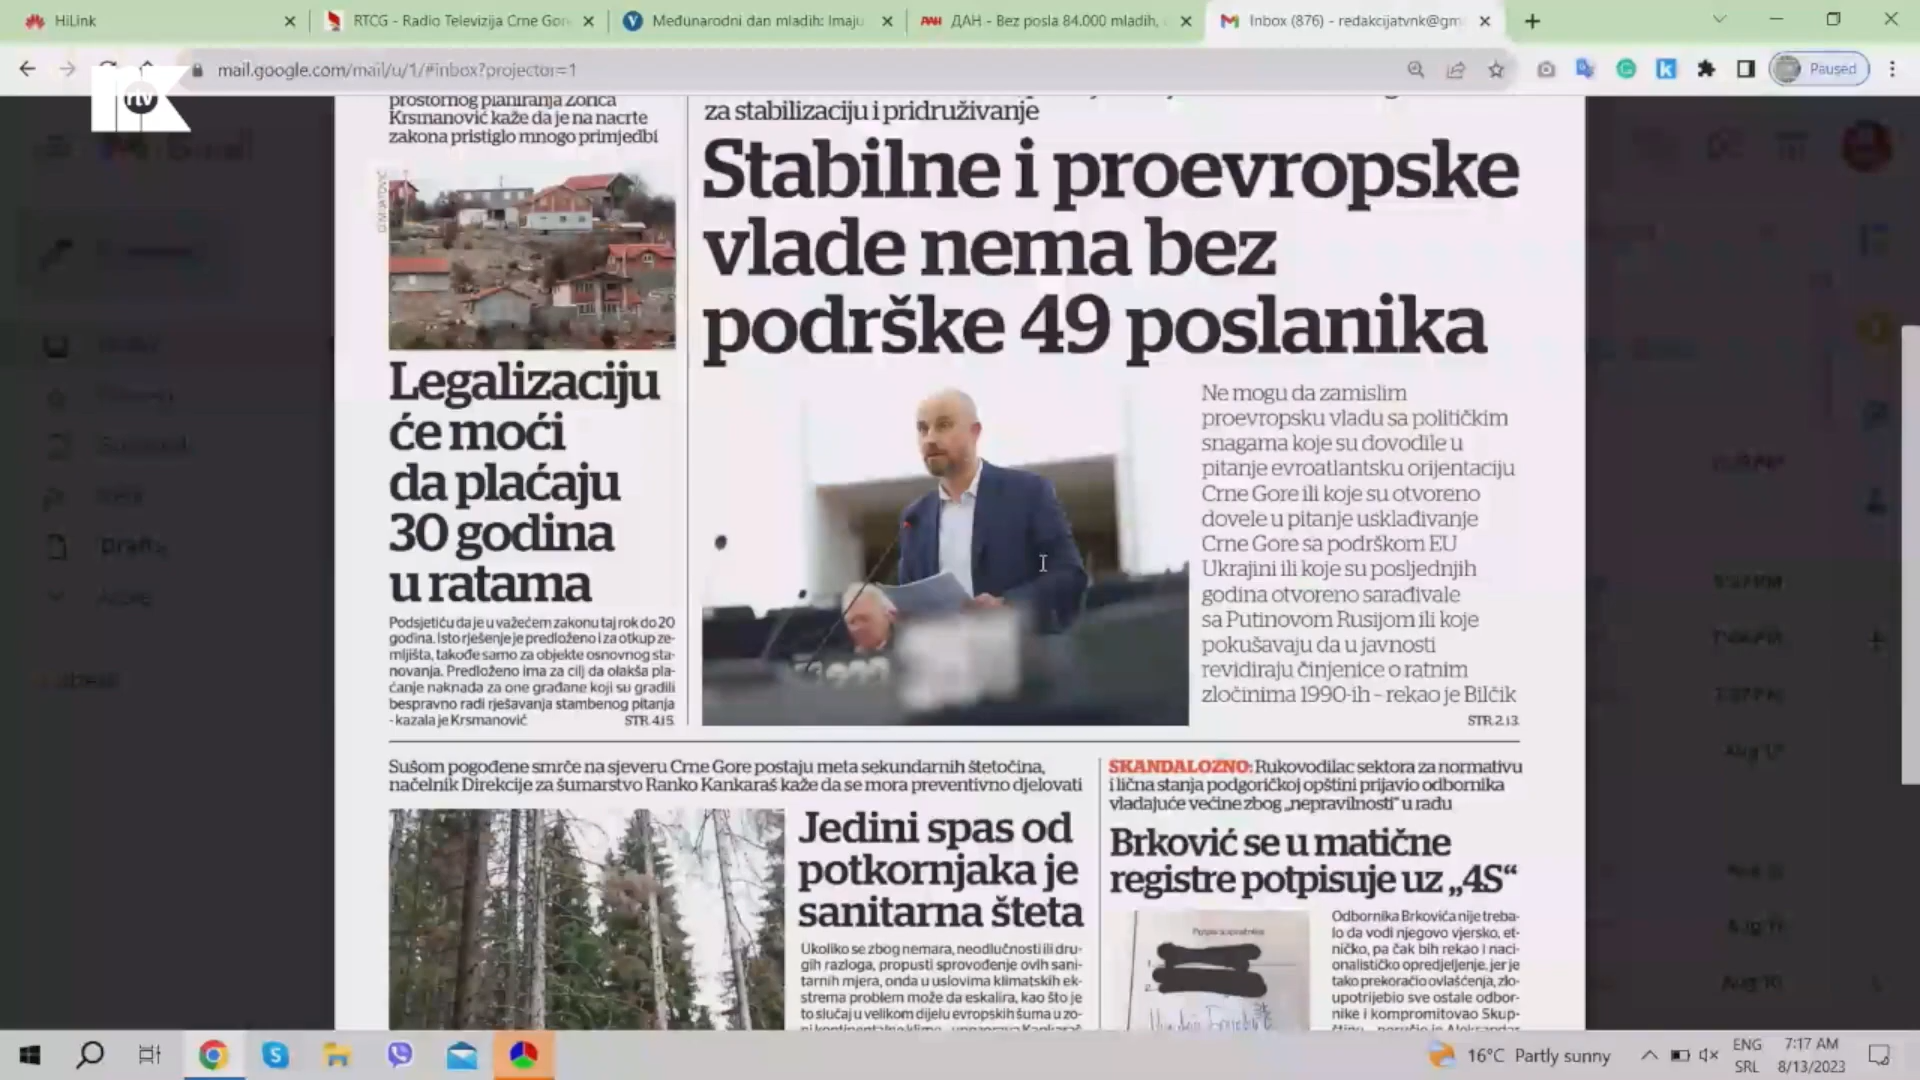 HiLink
RTCG - Radio Televizija Crne Gor
Međunarodni dan mladih: Imaju
ДАН - Bez posla 84.000 mladih,
Inbox (876) - redakcijatvnk@gm
mail.google.com/mail/u/1/#inbox?projector=1
Paused
rtv
prostornog planiranja Zorica
Krsmanović kaže da je na nacrte
zakona pristiglo mnogo primjedbi
Legalizaciju
će moći
da plaćaju
30 godina
u ratama
Podsjetiću da je u važećem zakonu taj rok do 20
godina. Isto rješenje je predloženo i za otkup ze-
mljišta, takođe samo za objekte osnovnog sta-
novanja. Predloženo ima za cilj da olakša pla-
ćanje naknada za one građane koji su gradili
bespravno radi rješavanja stambenog pitanja
- kazala je Krsmanović
STR. 4.i 5.
za stabilizaciju i pridruživanje
Stabilne i proevropske
vlade nema bez
podrške 49 poslanika
Ne mogu da zamislim
proevropsku vladu sa političkim
snagama koje su dovodile u
pitanje evroatlantsku orijentaciju
Crne Gore ili koje su otvoreno
dovele u pitanje usklađivanje
Crne Gore sa podrškom EU
Ukrajini ili koje su posljednjih
godina otvoreno sarađivale
sa Putinovom Rusijom ili koje
pokušavaju da u javnosti
revidiraju činjenice o ratnim
zločinima 1990-ih – rekao je Bilčik
STR. 2. i 3.
Sušom pogođene smrče na sjeveru Crne Gore postaju meta sekundarnih štetočina,
načelnik Direkcije za šumarstvo Ranko Kankaraš kaže da se mora preventivno djelovati
Jedini spas od
potkornjaka je
sanitarna šteta
Ukoliko se zbog nemara, neodlučnosti ili dru-
gih razloga, propusti sprovođenje ovih sani-
tarnih mjera, onda u uslovima klimatskih ek-
strema problem može da eskalira, kao što je
to slučaj u velikom dijelu evropskih šuma u zo-
SKANDALOZNO: Rukovodilac sektora za normativu
i lična stanja podgoričkoj opštini prijavio odbornika
vladajuće većine zbog „nepravilnosti" u radu
Brković se u matične
registre potpisuje uz „4S“
Odbornika Brkovića nije treba-
lo da vodi njegovo vjersko, et-
ničko, pa čak bih rekao i naci-
onalističko opredjeljenje, jer je
tako prekoračio ovlašćenja, zlo-
upotrijebio sve ostale odbor-
nike i kompromitovao Skup-
Drafts
16°C Partly sunny
ENG
SRL
7:17 AM
8/13/2023